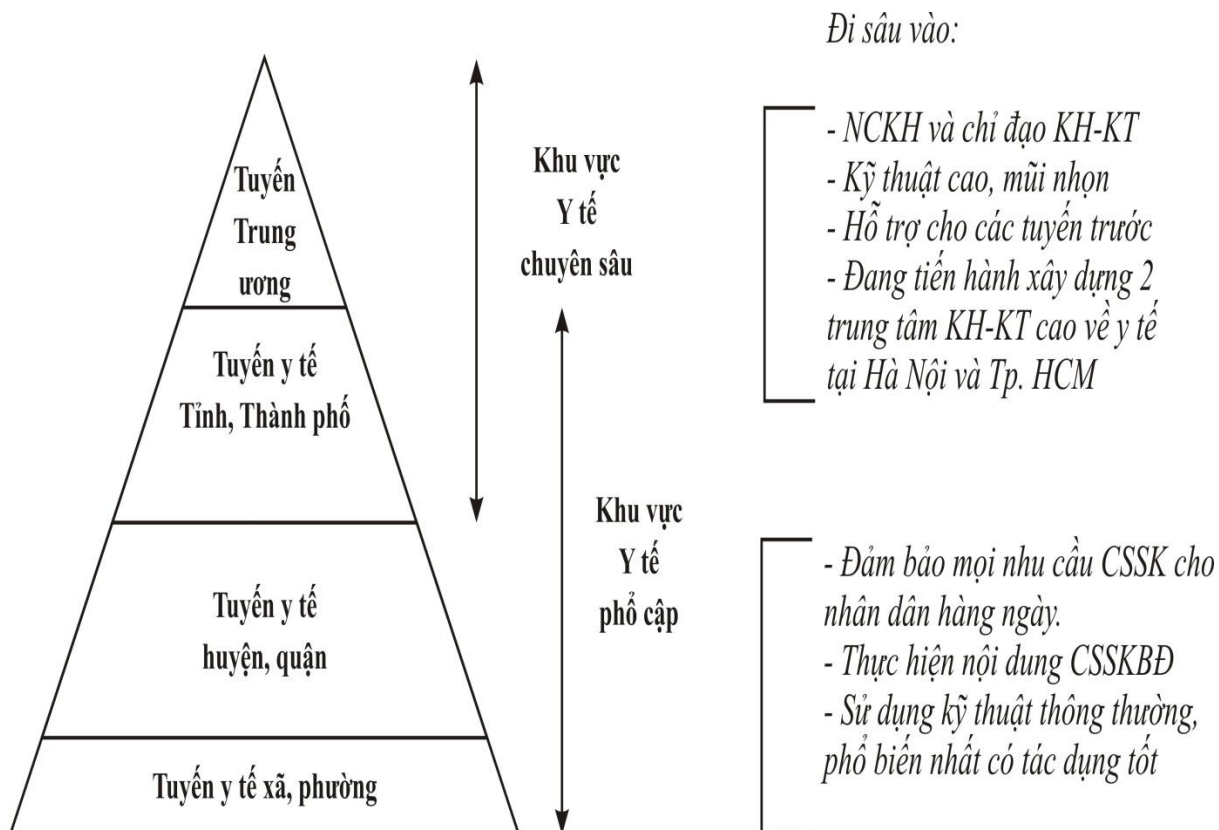 Tuyến
Trung
ương
Tuyến y tế
Tỉnh, Thành phố
Tuyến y tế
huyện, quận
Tuyến y tế xã, phường
Khu vực
Y tế
chuyên sâu
Khu vực
Y tế
phổ cập
Đi sâu vào:
- NCKH và chỉ đạo KH-KT
- Kỹ thuật cao, mũi nhọn
- Hỗ trợ cho các tuyến trước
- Đang tiến hành xây dựng 2
trung tâm KH-KT cao về y tế
tại Hà Nội và Tp. HCM
- Đảm bảo mọi nhu cầu CSSK cho
nhân dân hàng ngày.
- Thực hiện nội dung CSSKBĐ
- Sử dụng kỹ thuật thông thường,
phổ biến nhất có tác dụng tốt